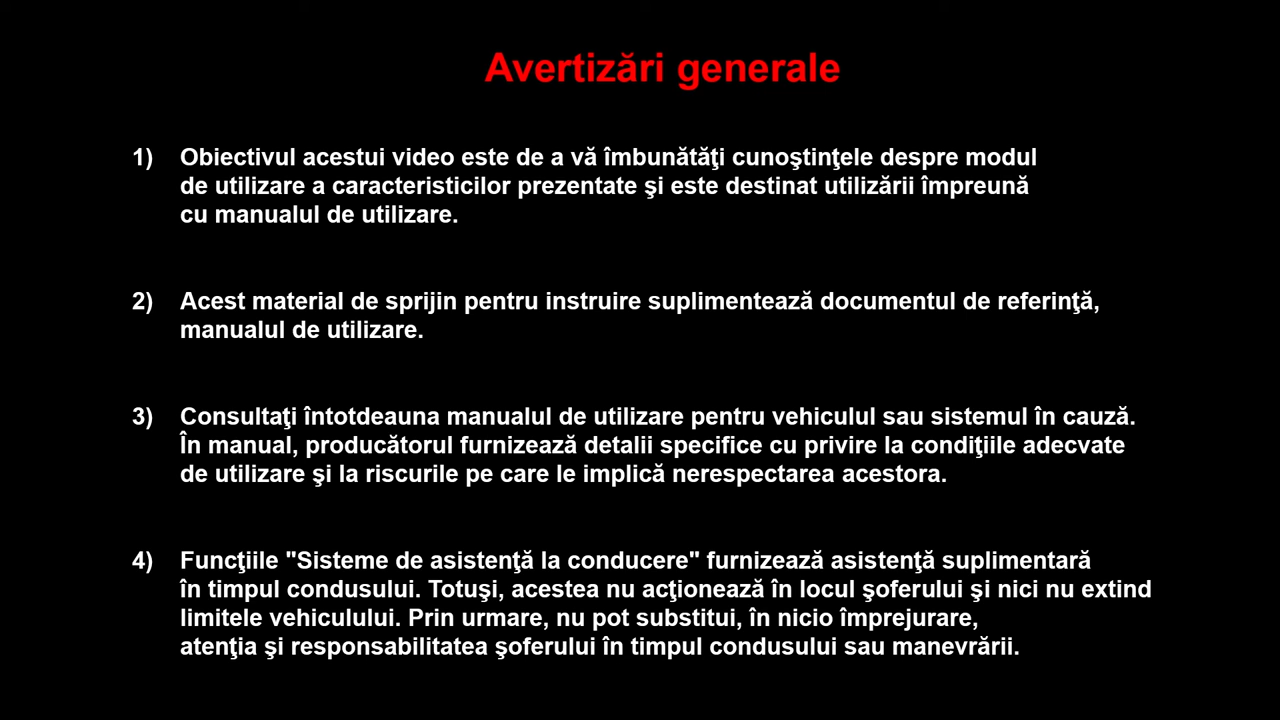 Avertizări generale
1) Obiectivul acestui video este de a vă îmbunătăţi cunoştinţele despre modul
de utilizare a caracteristicilor prezentate şi este destinat utilizării împreună
cu manualul de utilizare.
2) Acest material de sprijin pentru instruire suplimentează documentul de referinţă,
manualul de utilizare.
3) Consultaţi întotdeauna manualul de utilizare pentru vehiculul sau sistemul în cauză.
În manual, producătorul furnizează detalii specifice cu privire la condiţiile adecvate
de utilizare şi la riscurile pe care le implică nerespectarea acestora.
4) Funcţiile "Sisteme de asistenţă la conducere" furnizează asistenţă suplimentară
în timpul condusului. Totuşi, acestea nu acţionează în locul şoferului şi nici nu extind
limitele vehiculului. Prin urmare, nu pot substitui, în nicio împrejurare,
atenţia şi responsabilitatea şoferului în timpul condusului sau manevrării.